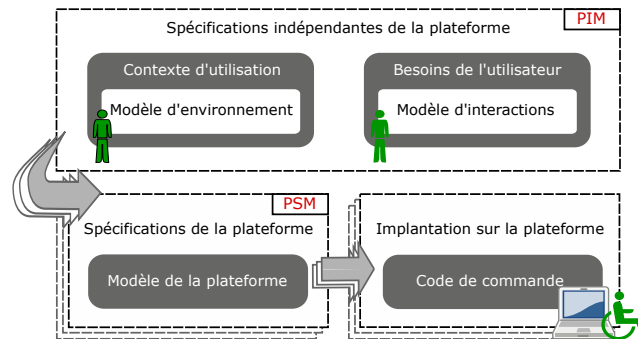 PIM
Spécifications indépendantes de la plateforme
Contexte d'utilisation
Modèle d'environnement
Besoins de l'utilisateur
Modèle d'interactions
PSM
Spécifications de la plateforme
Modèle de la plateforme
Implantation sur la plateforme
Code de commande